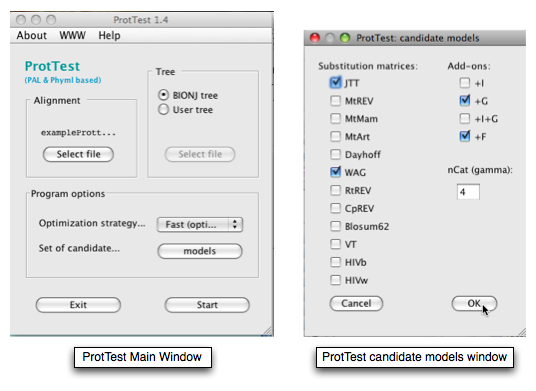 ProtTest 1.4
About WWW Help
ProtTest
(PAL & Phyml based)
Tree
BIONJ tree
User tree
Select file
Alignment
examplePrott...
Select file
Program options
Optimization strategy... Fast (opti...
Set of candidate... models
Exit Start
ProtTest Main Window
ProtTest: candidate models
Substitution matrices:
JTT
MtREV
MtMam
MtArt
Dayhoff
WAG
RtREV
CpREV
Blosum62
VT
HIVb
HIVw
Add-ons:
+I
+G
+I+G
+F
nCat (gamma):
4
Cancel OK
ProtTest candidate models window